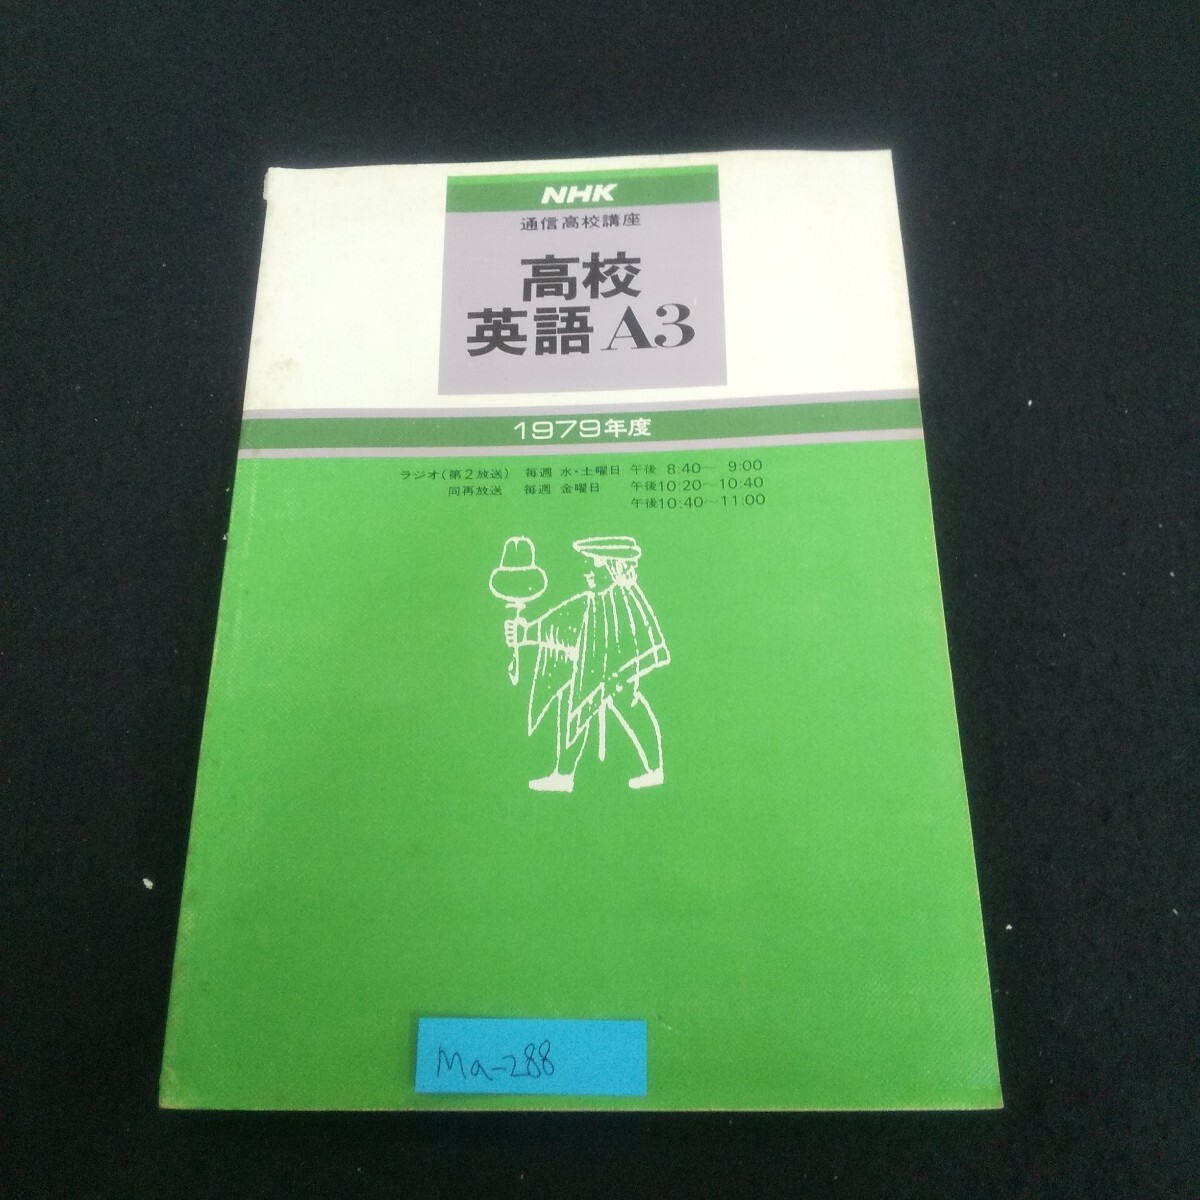 NHK
通信高校講座
高校
英語 A3
1979年度
ラジオ(第2放送) 毎週 水・土曜日 午後 8:40〜 9:00
同再放送 毎週 金曜日 午後10:20〜10:40
午後10:40〜11:00
Ma-288